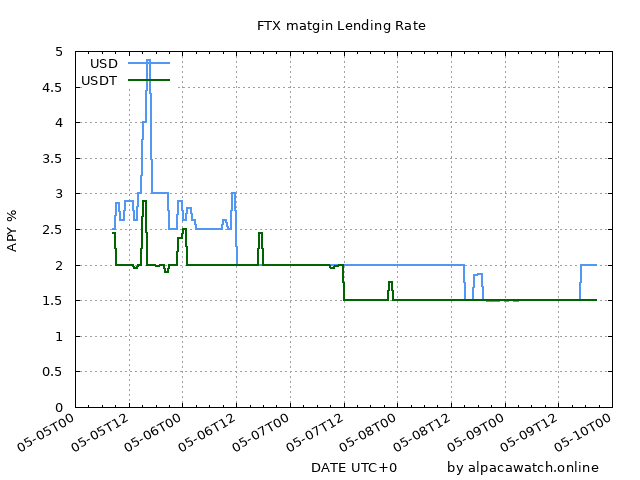 FTX matgin Lending Rate
USD
USDT
5
4.5
4
3.5
3
2.5
2
1.5
1
0.5
0
APY %
05-05T00
05-05T12
05-06T00
05-06T12
05-07T00
05-07T12
05-08T00
05-08T12
05-09T00
05-09T12
05-10T00
DATE UTC+0
by alpacawatch.online